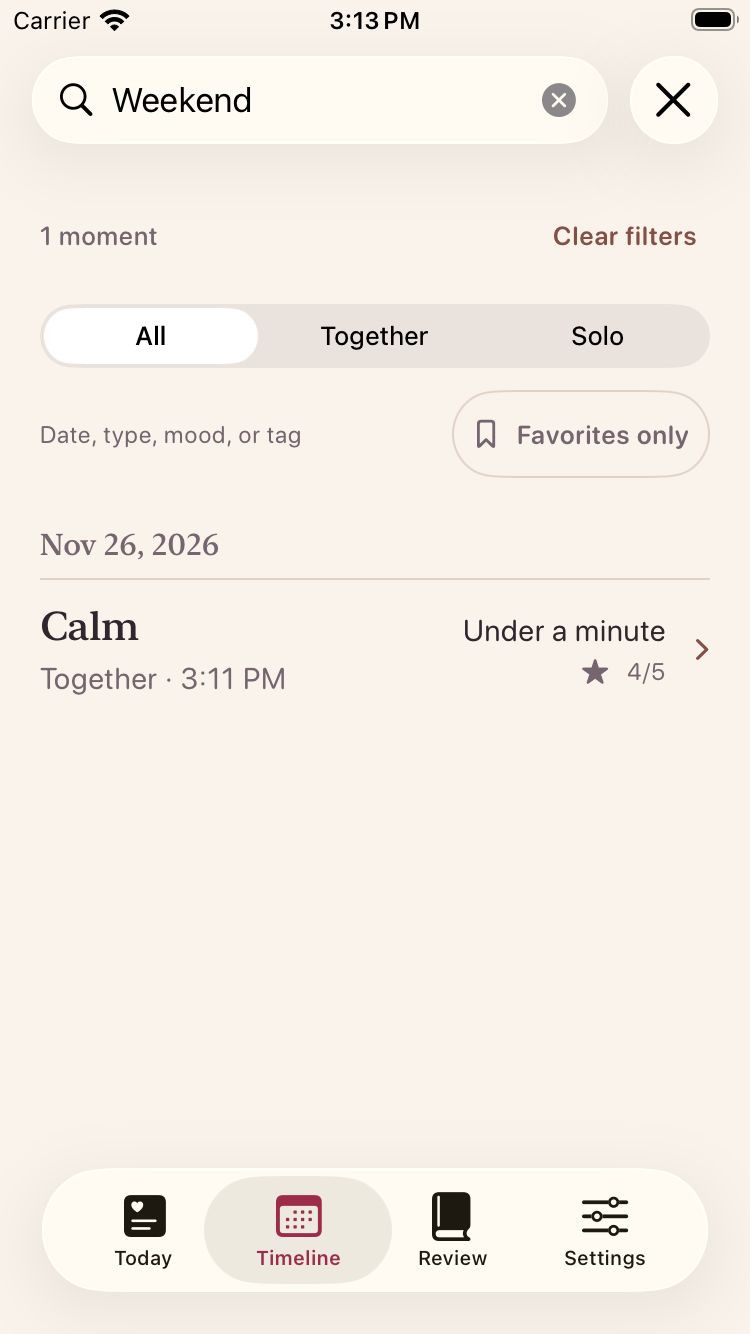 Carrier 3:13 PM
Weekend
1 moment Clear filters
All Together Solo
Date, type, mood, or tag Favorites only
Nov 26, 2026
Calm Under a minute
Together · 3:11 PM 4/5
Today Timeline Review Settings